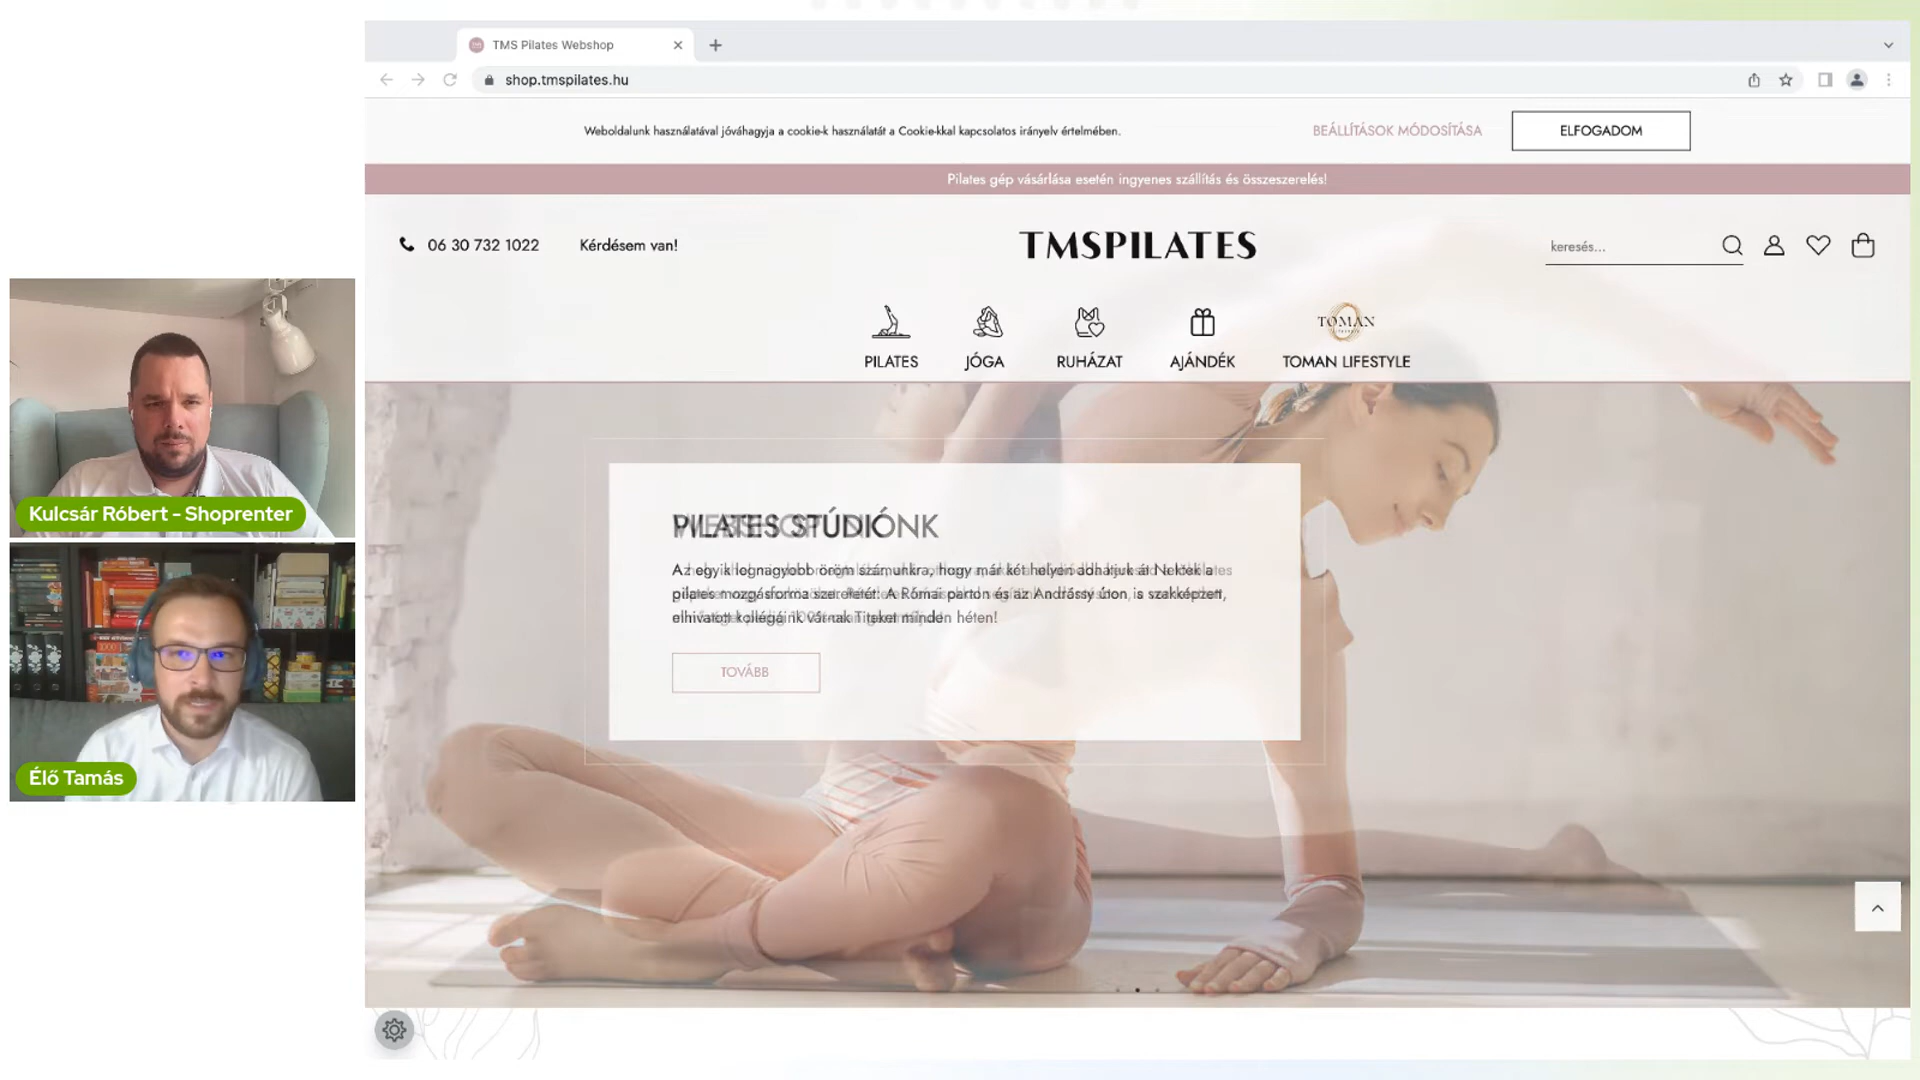 TMS Pilates Webshop
shop.tmspilates.hu
Weboldalunk használatával jóváhagyja a cookie-k használatát a Cookie-kkal kapcsolatos irányelv értelmében.
BEÁLLÍTÁSOK MÓDOSÍTÁSA
ELFOGADOM
Pilates gép vásárlása esetén ingyenes szállítás és összeszerelés!
06 30 732 1022
Kérdésem van!
TMSPILATES
keresés...
TOMAN
PILATES
JÓGA
RUHÁZAT
AJÁNDÉK
TOMAN LIFESTYLE
PILATES STÚDIÓNK
Az egyik legnagyobb öröm számunkra, hogy már két helyen adhatjuk át Nektek a
pilates mozgásforma szeretetét. A Római parton és az Andrássy úton is szakképzett,
elhivatott kollégáink várnak Titeket minden héten!
TOVÁBB
Kulcsár Róbert - Shoprenter
Élő Tamás